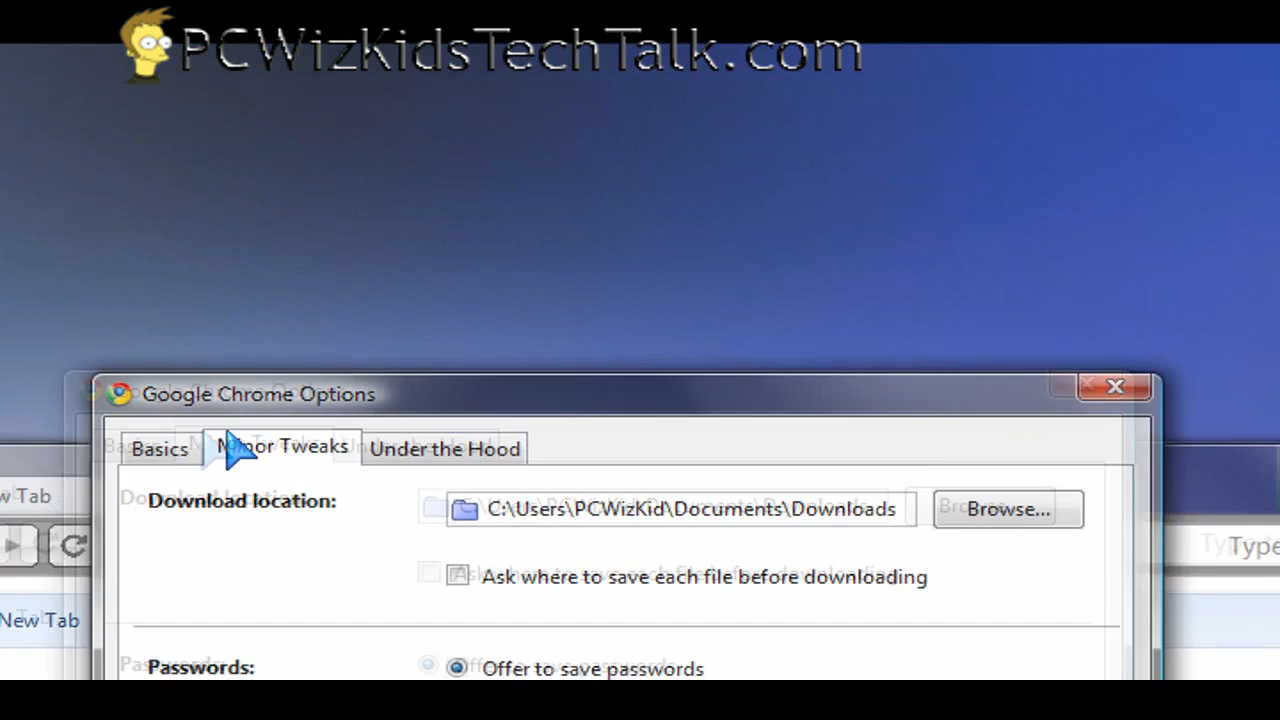 PCWizKidsTechTalk.com
Google Chrome Options
Basics Minor Tweaks Under the Hood
w Tab
Download location: C:\Users\PCWizKid\Documents\Downloads Browse...
Type
Ask where to save each file before downloading
New Tab
Passwords: Offer to save passwords